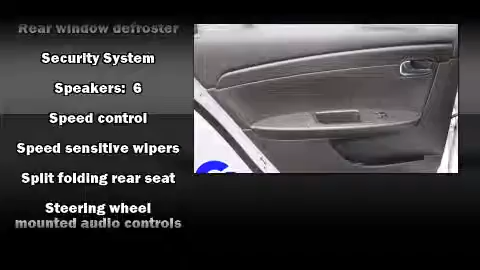 Rear window defroster
Security System
Speakers:  6
Speed control
Speed sensitive wipers
Split folding rear seat
Steering wheel
mounted audio controls